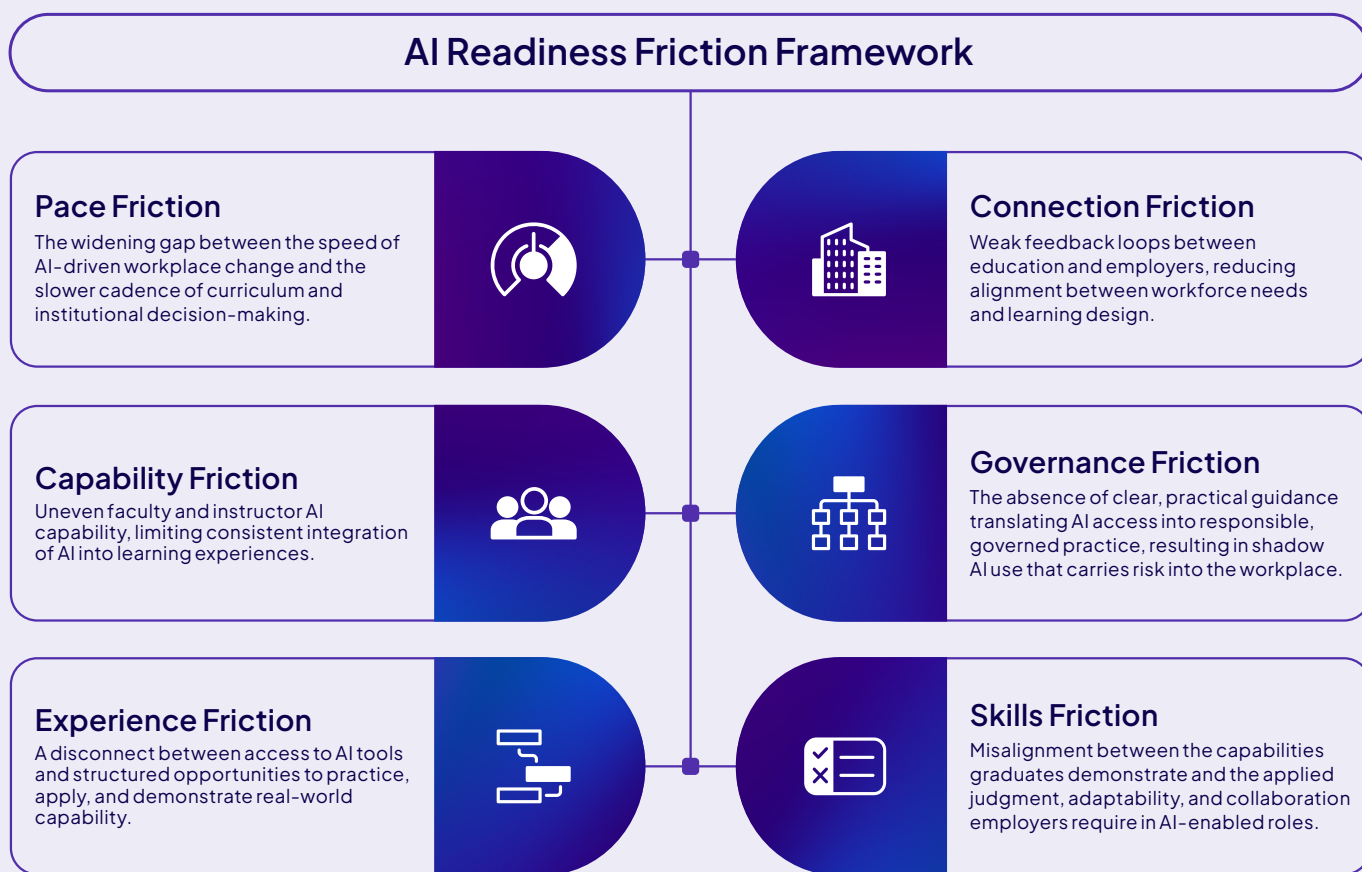 AI Readiness Friction Framework
Pace Friction
The widening gap between the speed of
AI-driven workplace change and the
slower cadence of curriculum and
institutional decision-making.
Connection Friction
Weak feedback loops between
education and employers, reducing
alignment between workforce needs
and learning design.
Capability Friction
Uneven faculty and instructor AI
capability, limiting consistent integration
of AI into learning experiences.
Governance Friction
The absence of clear, practical guidance
translating AI access into responsible,
governed practice, resulting in shadow
AI use that carries risk into the workplace.
Experience Friction
A disconnect between access to AI tools
and structured opportunities to practice,
apply, and demonstrate real-world
capability.
Skills Friction
Misalignment between the capabilities
graduates demonstrate and the applied
judgment, adaptability, and collaboration
employers require in AI-enabled roles.